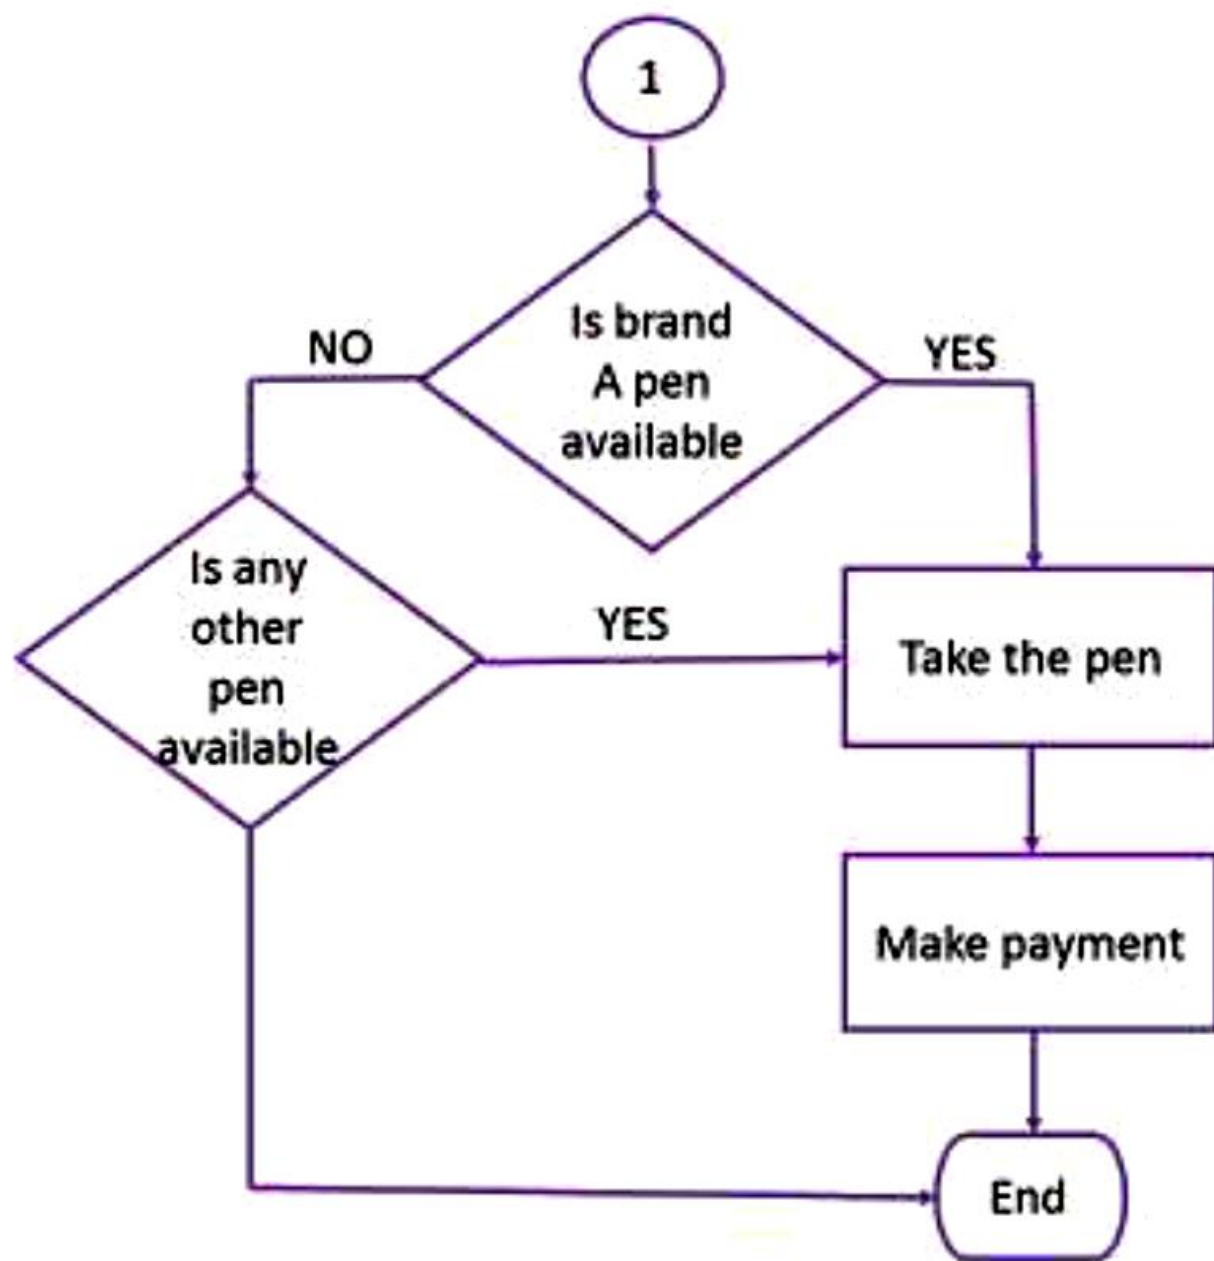 1
Is brand
A pen
available
NO
YES
Is any
other
pen
available
YES
Take the pen
Make payment
End